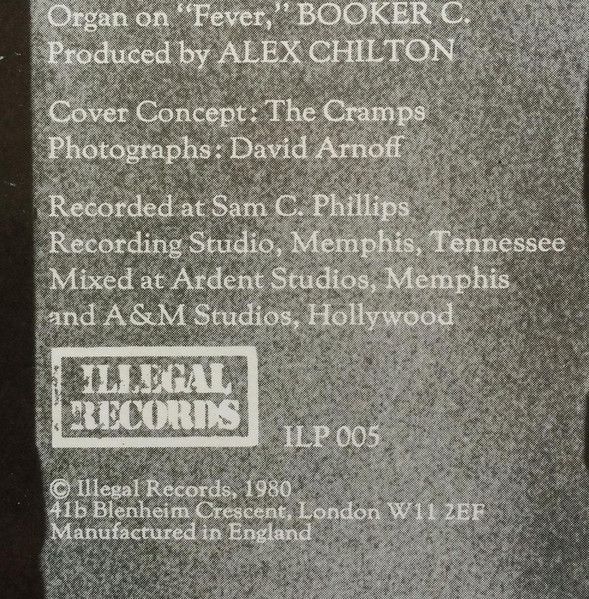 Organ on “Fever,” BOOKER C.
Produced by ALEX CHILTON
Cover Concept: The Cramps
Photographs: David Arnoff
Recorded at Sam C. Phillips
Recording Studio, Memphis, Tennessee
Mixed at Ardent Studios, Memphis
and A&M Studios, Hollywood
ILLEGAL
RECORDS
ILP 005
© Illegal Records, 1980
41b Blenheim Crescent, London W11 2EF
Manufactured in England